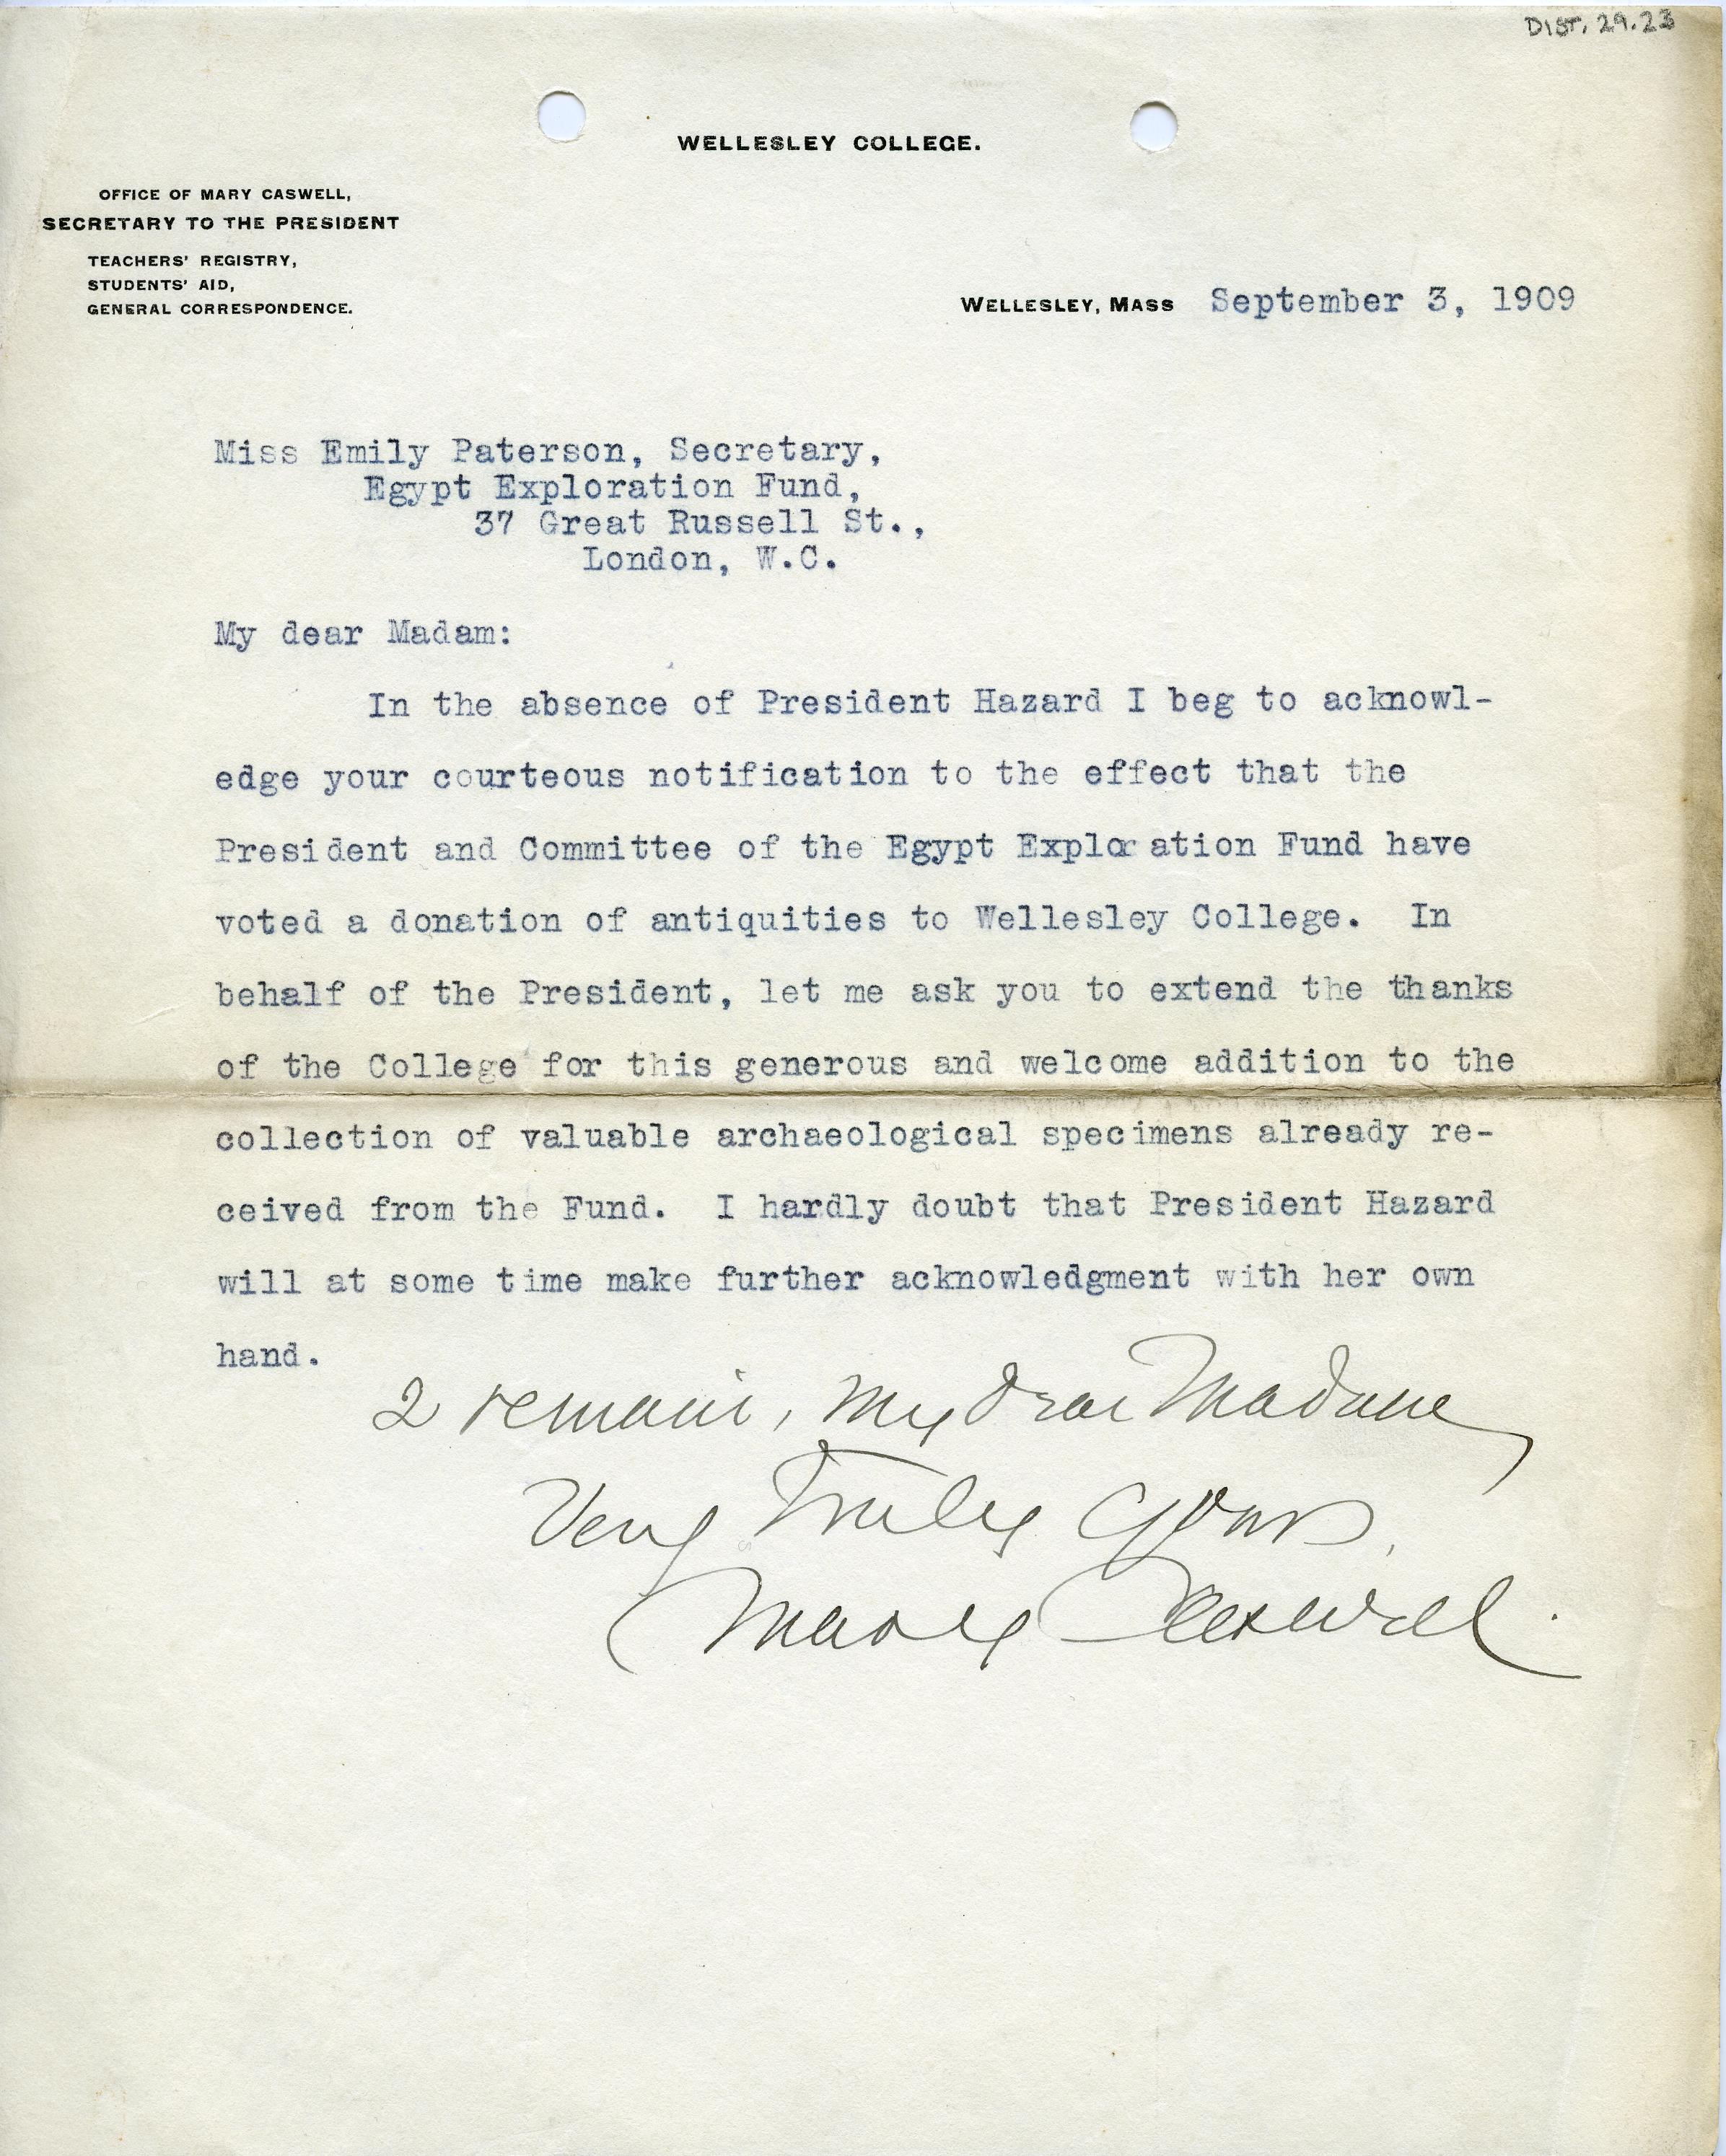 DIST. 29.23
WELLESLEY COLLEGE.
OFFICE OF MARY CASWELL,
SECRETARY TO THE PRESIDENT
TEACHERS' REGISTRY,
STUDENTS' AID,
GENERAL CORRESPONDENCE.
WELLESLEY, MASS September 3, 1909
Miss Emily Paterson, Secretary,
Egypt Exploration Fund,
37 Great Russell St.,
London, W.C.
My dear Madam:
In the absence of President Hazard I beg to acknowl-
edge your courteous notification to the effect that the
President and Committee of the Egypt Exploration Fund have
voted a donation of antiquities to Wellesley College. In
behalf of the President, let me ask you to extend the thanks
of the College for this generous and welcome addition to the
collection of valuable archaeological specimens already re-
ceived from the Fund. I hardly doubt that President Hazard
will at some time make further acknowledgment with her own
hand.
I remain, My dear Madame,
Very Truly Yours,
Mary Caswell.